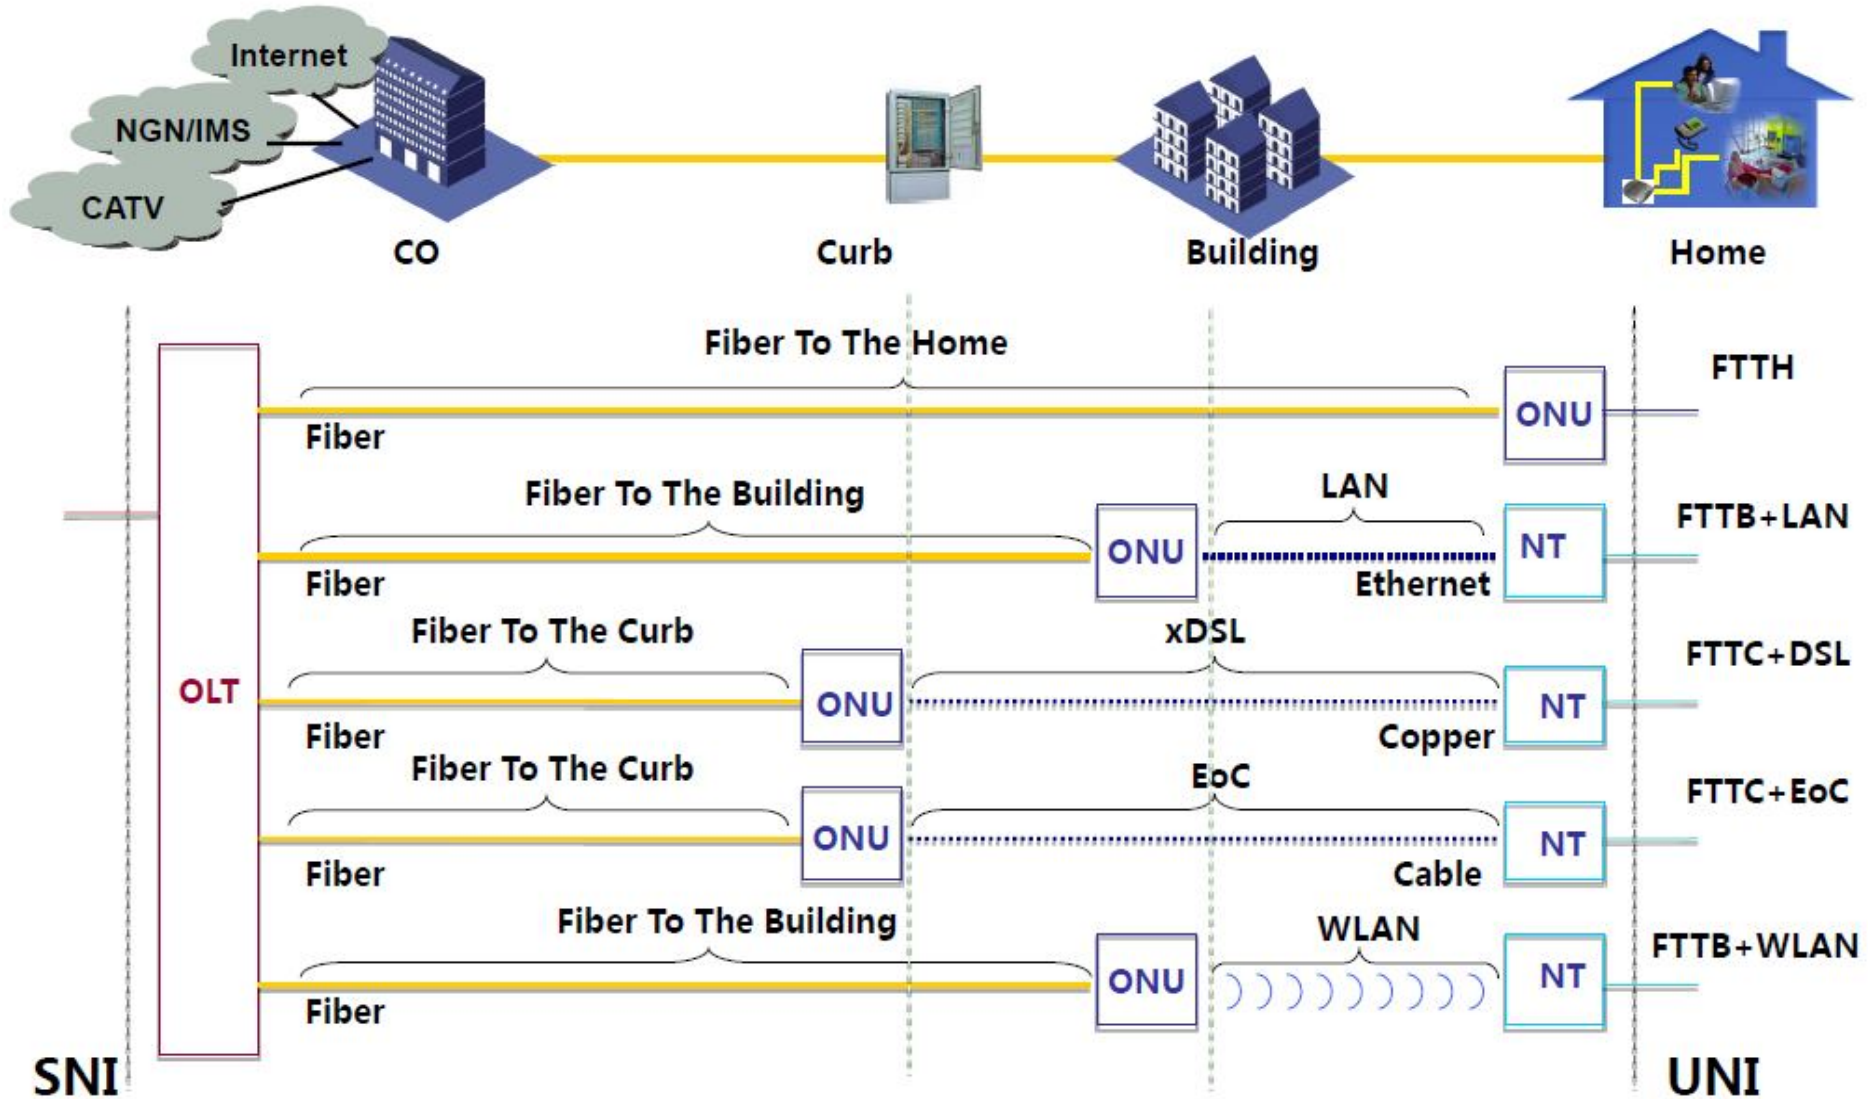 Internet
NGN/IMS
CATV
CO
Curb
Building
Home
Fiber To The Home
FTTH
ONU
Fiber
Fiber To The Building
LAN
FTTB+LAN
ONU
NT
Fiber
Ethernet
Fiber To The Curb
xDSL
FTTC+DSL
OLT
ONU
NT
Fiber
Copper
Fiber To The Curb
EoC
FTTC+EoC
ONU
NT
Fiber
Cable
Fiber To The Building
WLAN
FTTB+WLAN
ONU
NT
Fiber
SNI
UNI